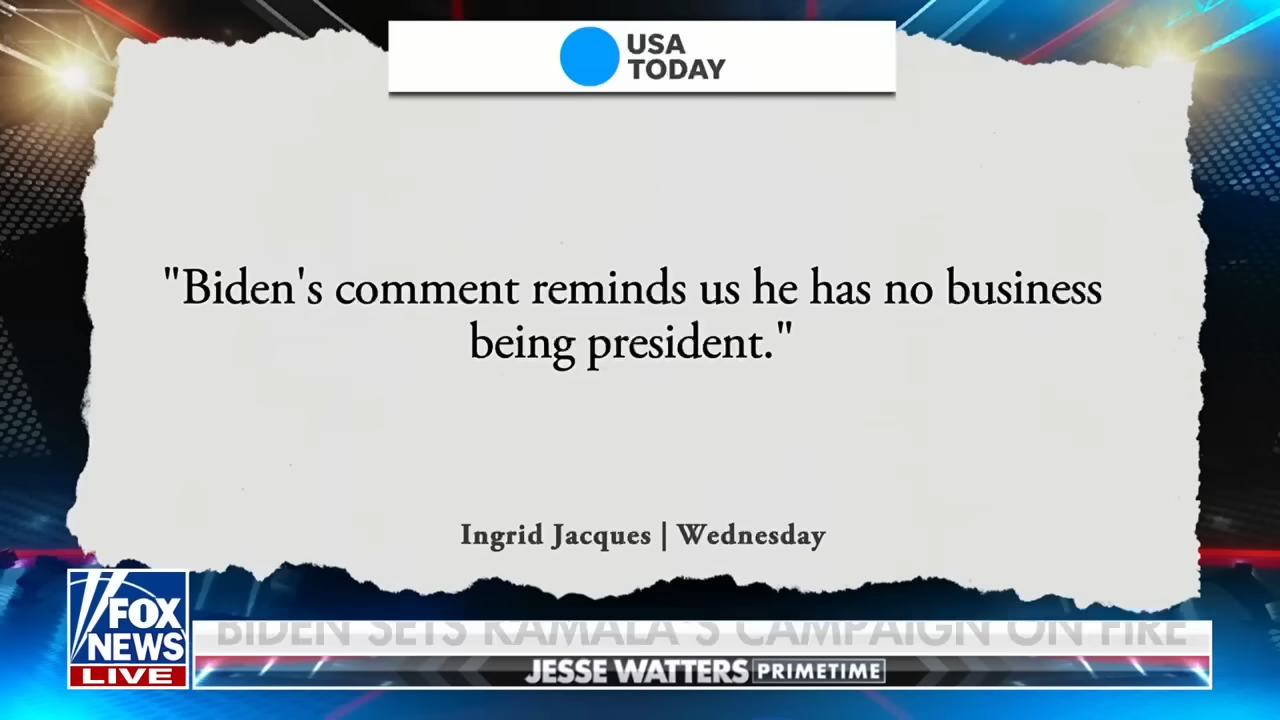 USA
TODAY
"Biden's comment reminds us he has no business
being president."
Ingrid Jacques | Wednesday
FOX
NEWS
LIVE
BIDEN SETS KAMALA'S CAMPAIGN ON FIRE
JESSE WATTERS PRIMETIME